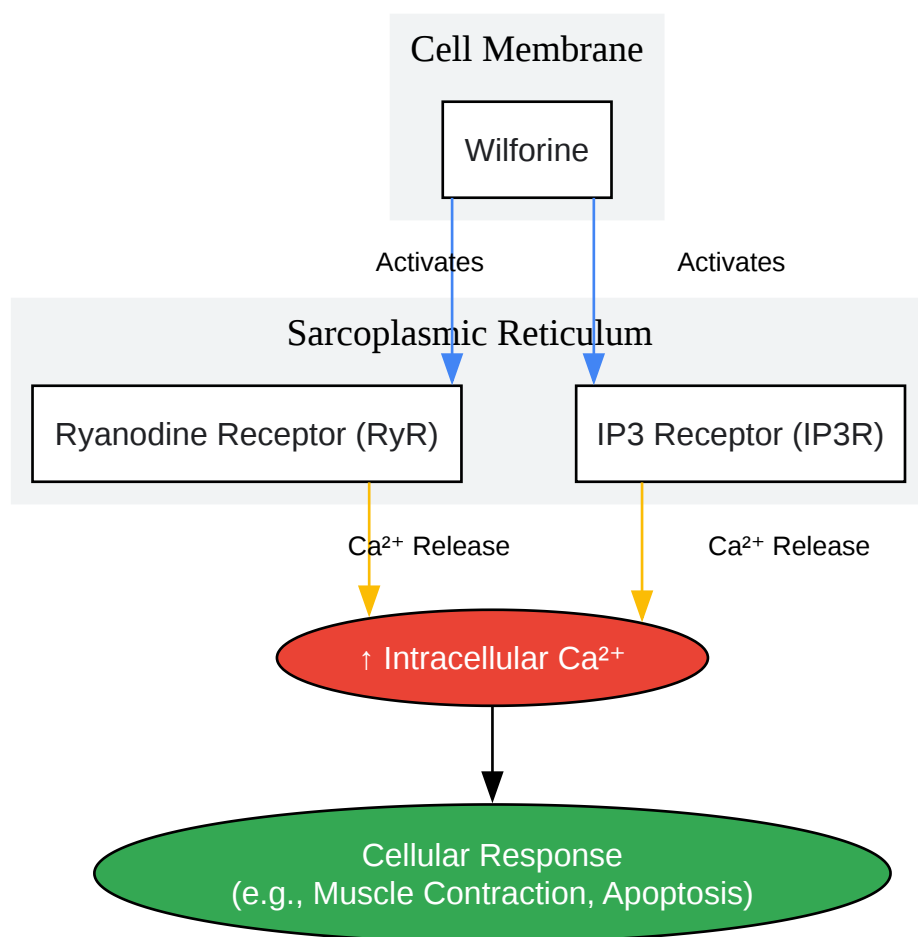 Cell Membrane
Wilforine
Activates
Activates
Sarcoplasmic Reticulum
Ryanodine Receptor (RyR)
IP3 Receptor (IP3R)
Ca²⁺ Release
Ca²⁺ Release
↑ Intracellular Ca²⁺
Cellular Response
(e.g., Muscle Contraction, Apoptosis)